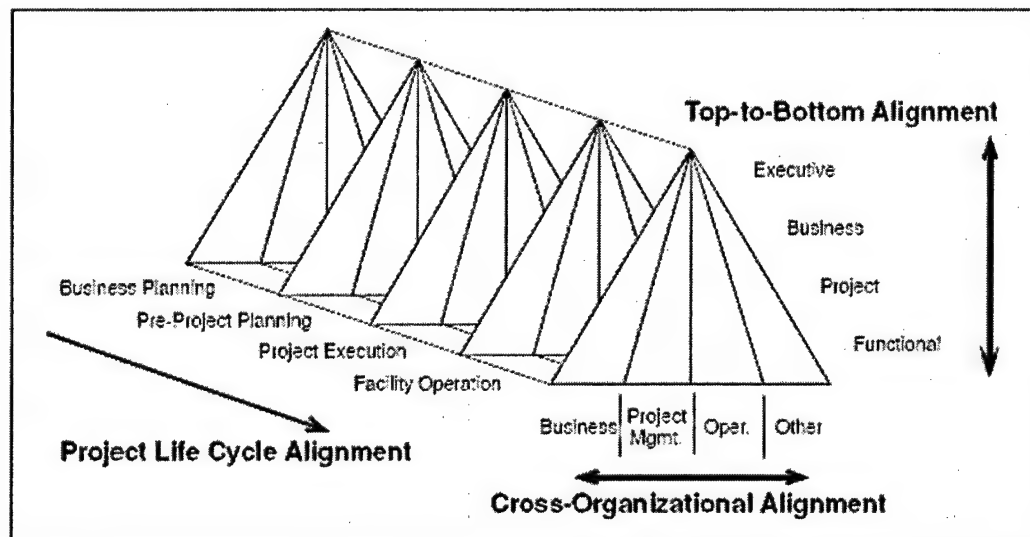 Top-to-Bottom Alignment
Executive
Business
Project
Functional
Business Planning
Pre-Project Planning
Project Execution
Facility Operation
Project Life Cycle Alignment
Business
Project
Mgmt.
Oper.
Other
Cross-Organizational Alignment